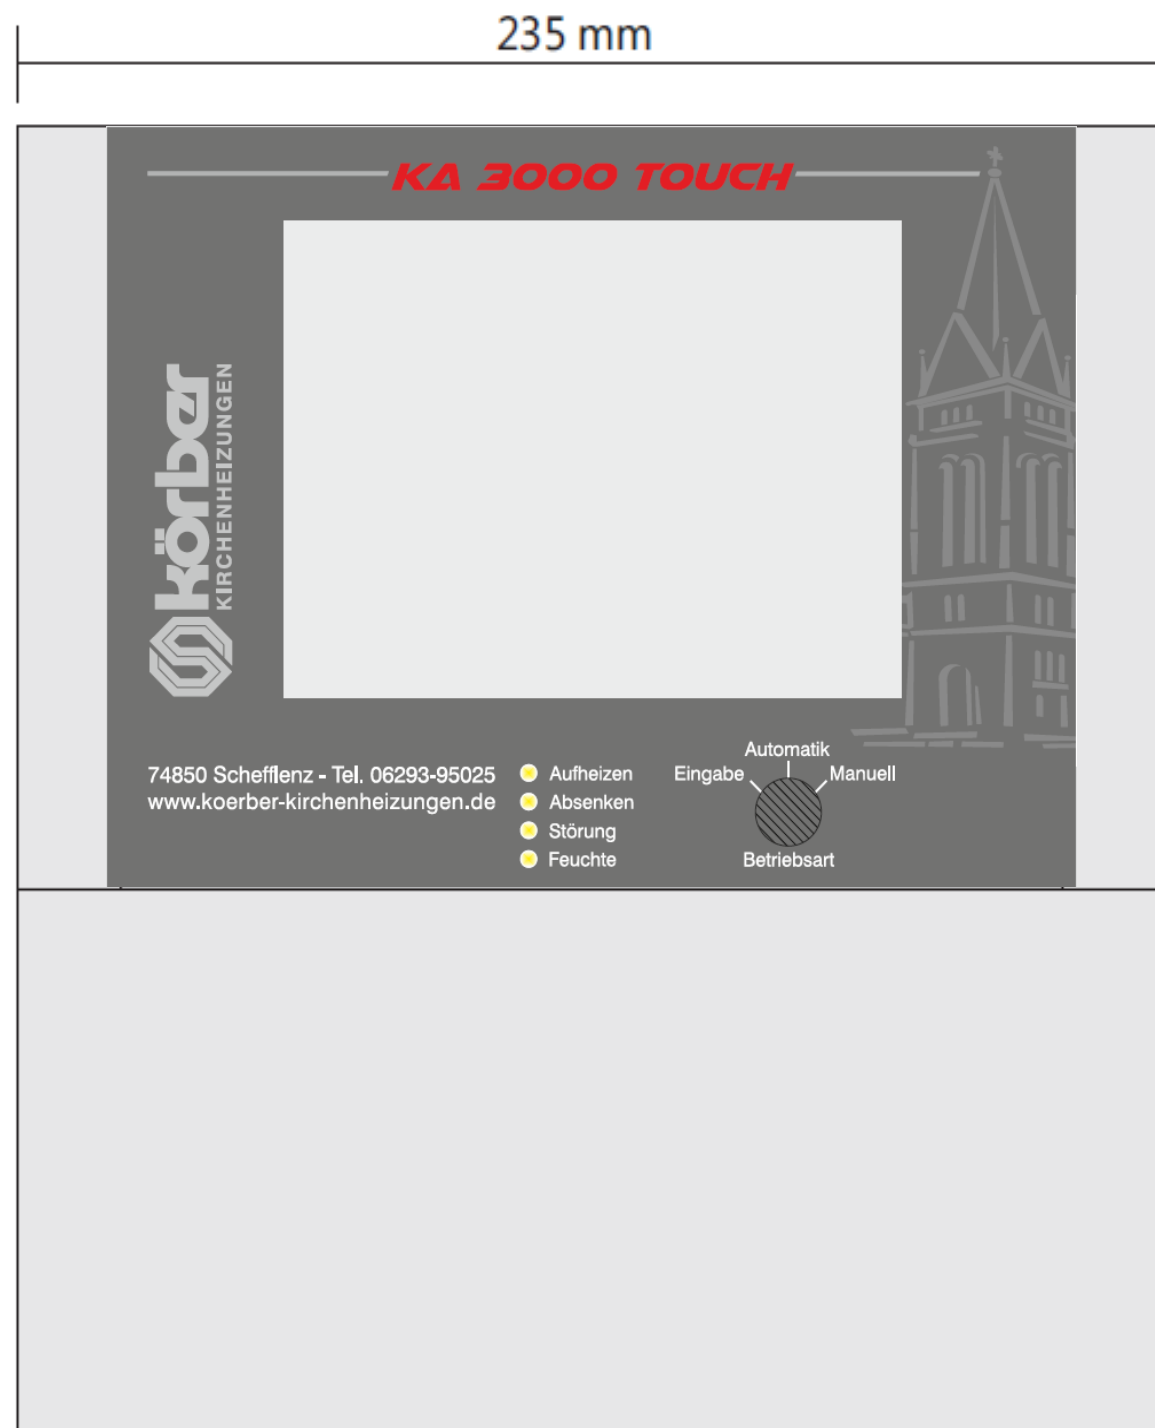 235 mm
KA 3000 TOUCH
körber
KIRCHENHEIZUNGEN
74850 Schefflenz - Tel. 06293-95025
www.koerber-kirchenheizungen.de
Aufheizen
Absenken
Störung
Feuchte
Automatik
Eingabe
Manuell
Betriebsart